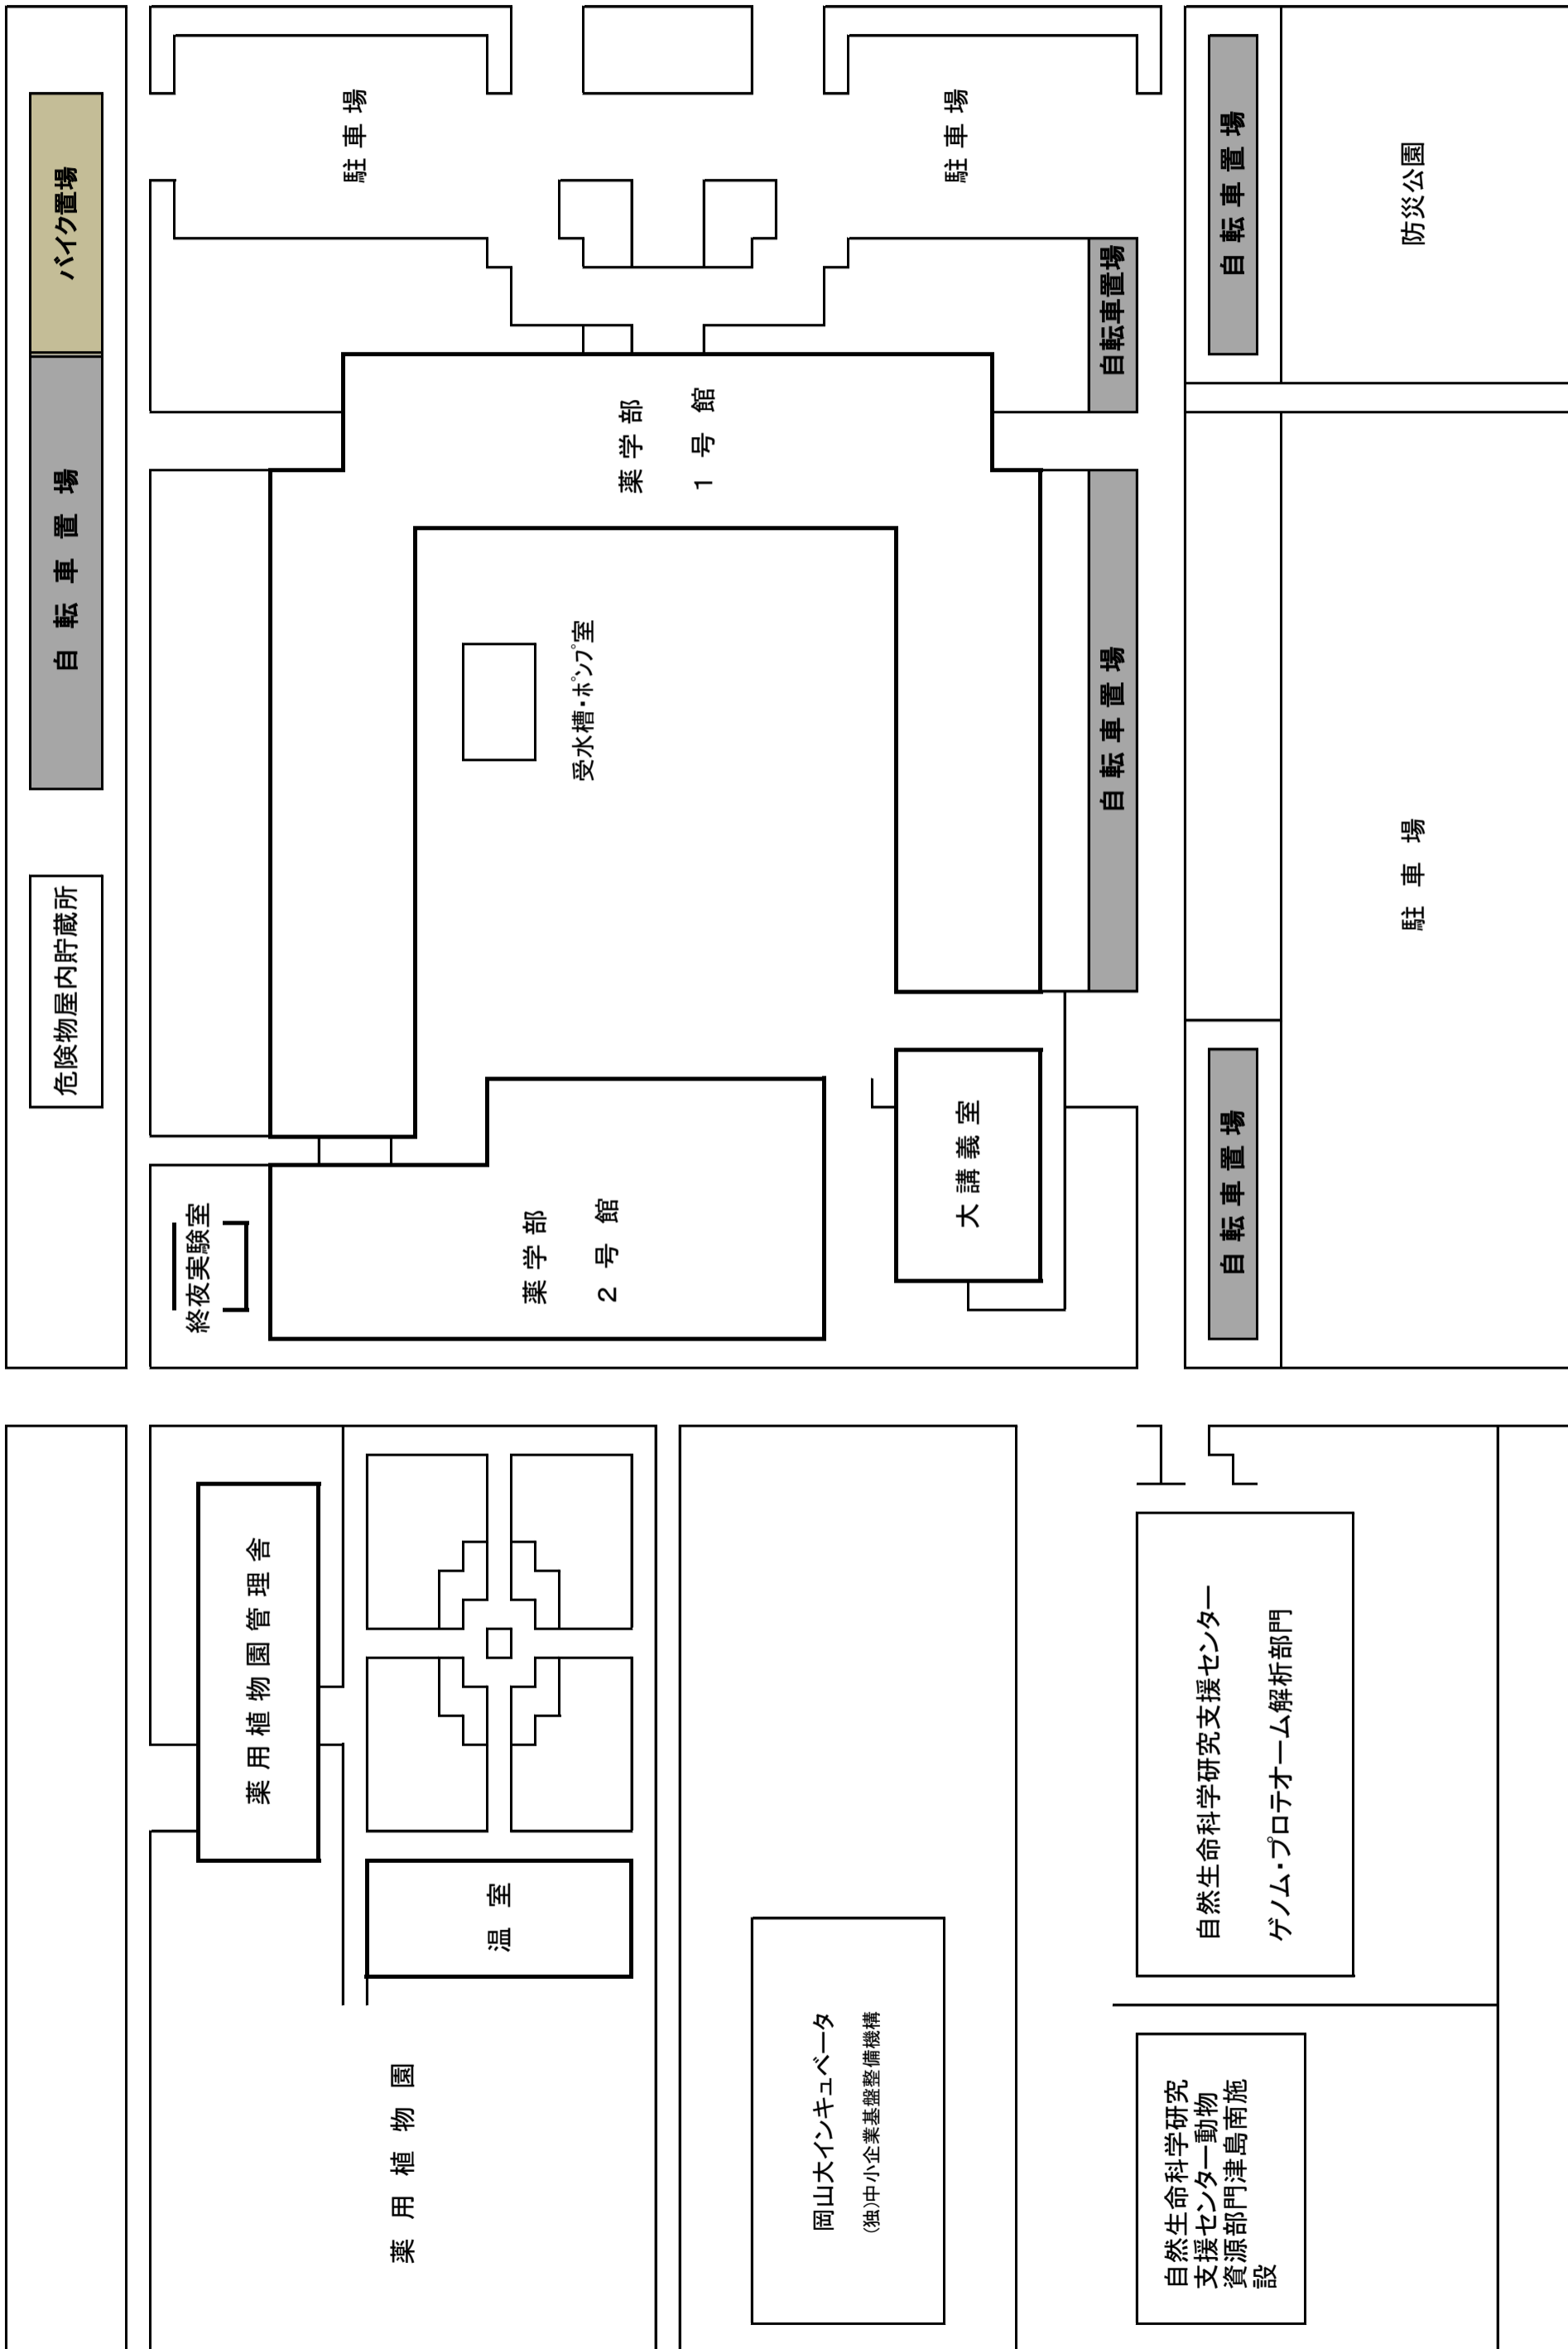 危険物屋内貯蔵所
自 転 車 置 場
バイク置場
終夜実験室
薬 用 植 物 園 管 理 舎
駐 車 場
薬 用 植 物 園
温 室
薬 学 部
２ 号 館
受水槽・ポンプ室
薬 学 部
１ 号 館
岡山大インキュベータ
(独)中小企業基盤整備機構
大 講 義 室
駐 車 場
自 転 車 置 場
自転車置場
自然生命科学研究
支援センター動物
資源部門津島南施
設
自然生命科学研究支援センター
ゲノム・プロテオーム解析部門
自 転 車 置 場
自 転 車 置 場
駐 車 場
防災公園